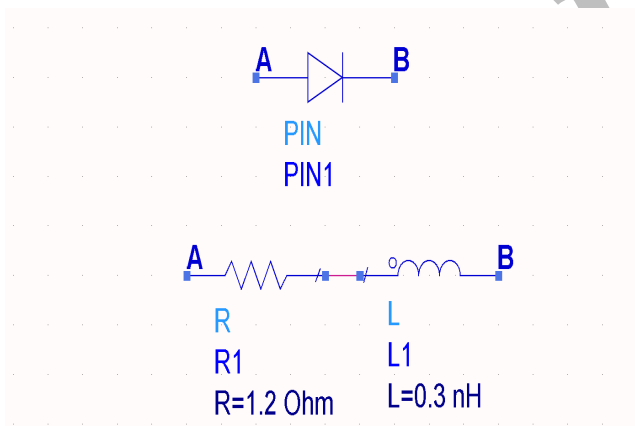 A B
PIN
PIN1
A B
R
R1
R=1.2 Ohm
L
L1
L=0.3 nH